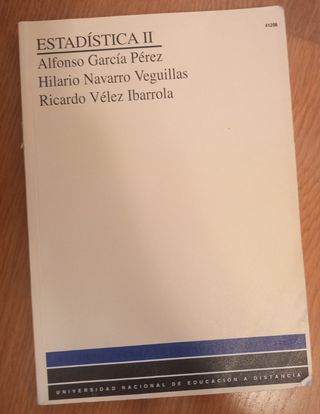 41206
ESTADÍSTICA II
Alfonso García Pérez
Hilario Navarro Veguillas
Ricardo Vélez Ibarrola
UNIVERSIDAD NACIONAL DE EDUCACIÓN A DISTANCIA